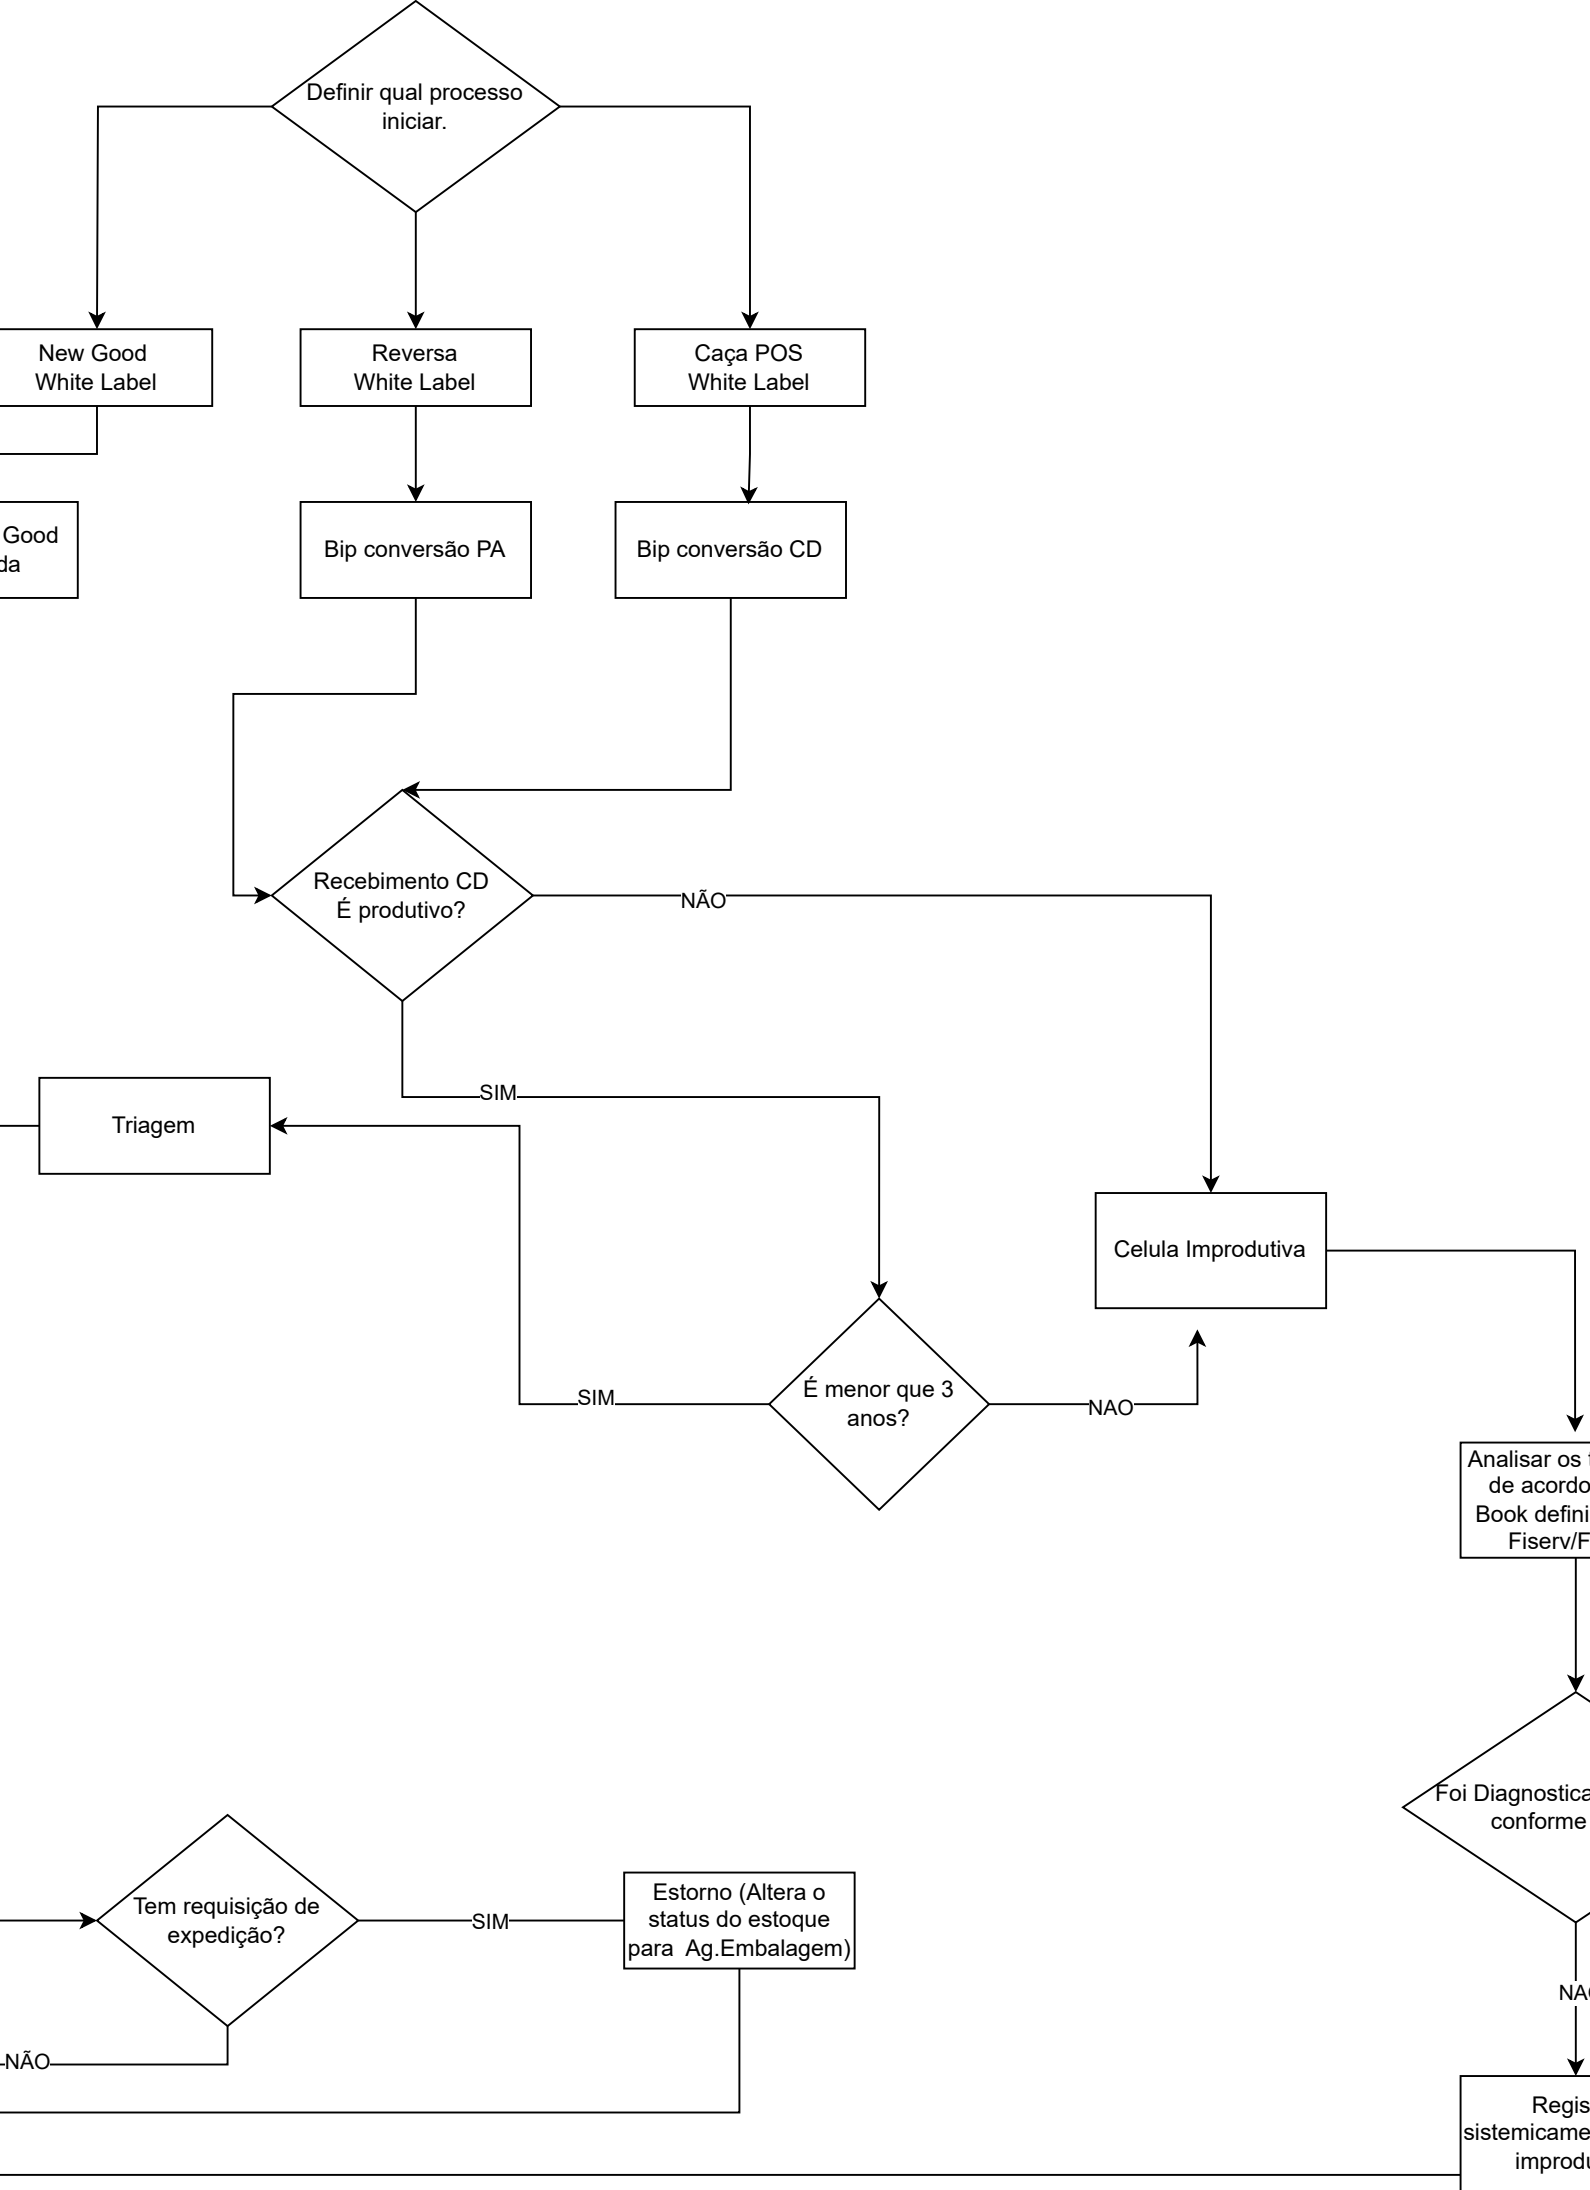 Definir qual processo
iniciar.
New Good
White Label
Reversa
White Label
Caça POS
White Label
Good
da
Bip conversão PA
Bip conversão CD
Recebimento CD
É produtivo?
NÃO
SIM
Triagem
Celula Improdutiva
É menor que 3
anos?
SIM
NAO
Analisar os
de acordo
Book defini
Fiserv/F
Foi Diagnostica
conforme
Tem requisição de
expedição?
SIM
Estorno (Altera o
status do estoque
para  Ag.Embalagem)
NAO
NÃO
Regis
sistemicame
improdu